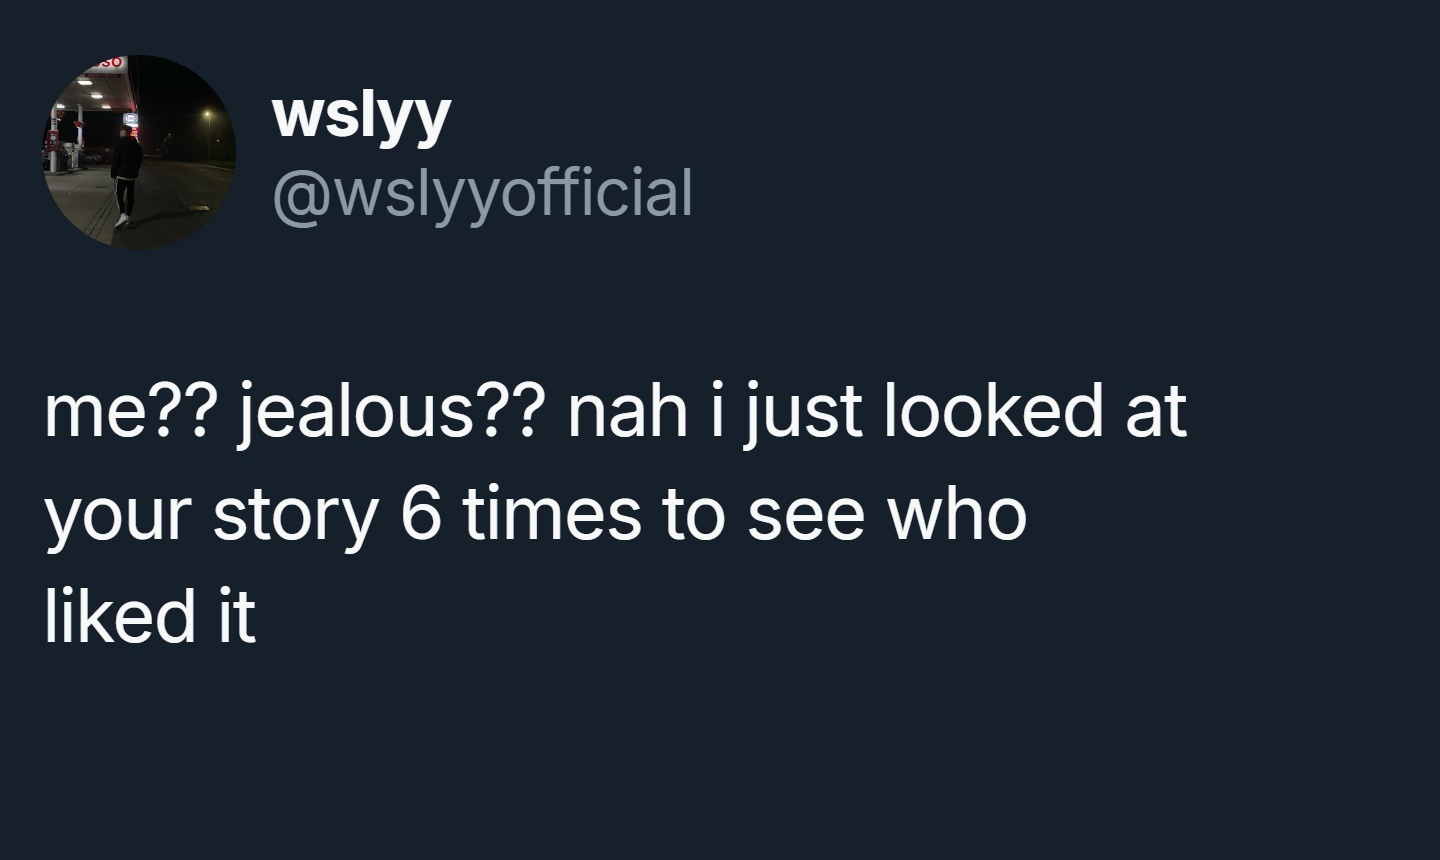 wslyy
@wslyyofficial
me?? jealous?? nah i just looked at
your story 6 times to see who
liked it